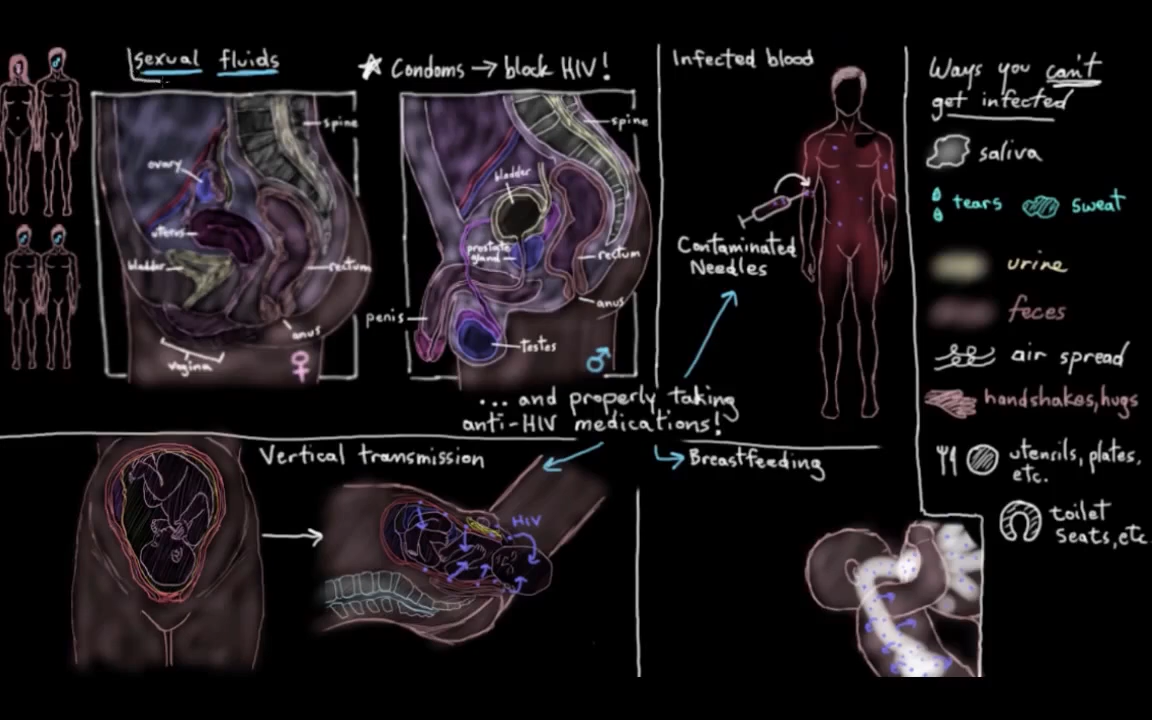 sexual fluids
★ Condoms → block HIV!
spine
ovary
uterus
bladder
rectum
anus
vagina
♀
spine
bladder
prostate
gland
rectum
anus
penis
testes
♂
Infected blood
Contaminated
Needles
... and properly taking
anti-HIV medications!
Vertical transmission
HIV
Breastfeeding
Ways you can't
get infected
saliva
tears
sweat
urine
feces
air spread
handshakes, hugs
utensils, plates,
etc.
toilet
seats, etc